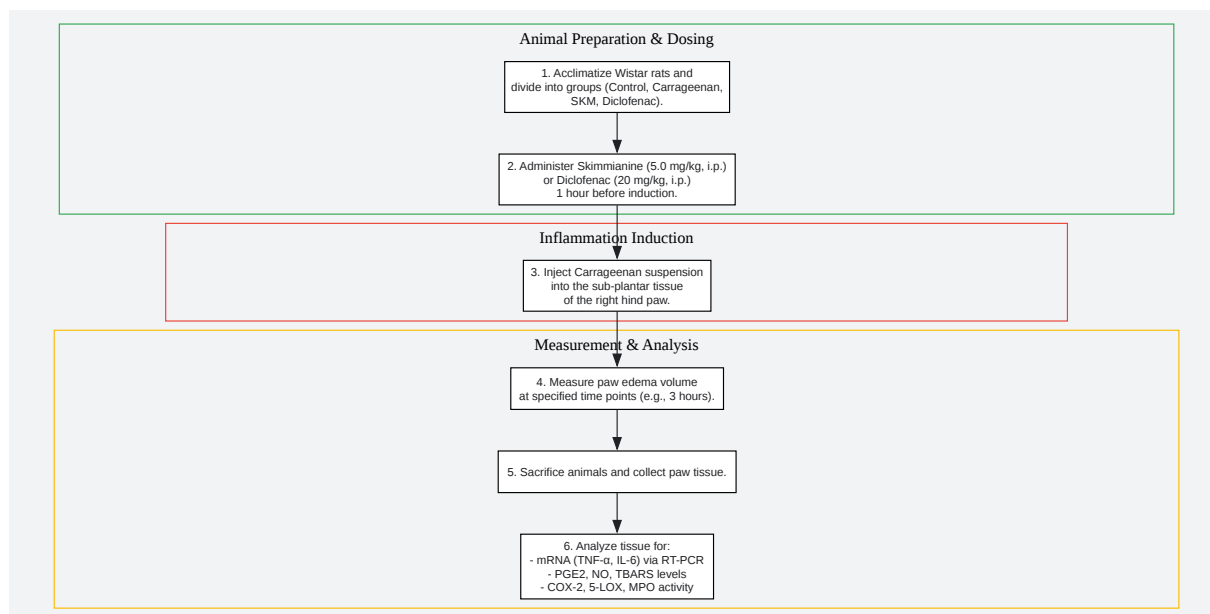 Animal Preparation & Dosing
1. Acclimatize Wistar rats and
divide into groups (Control, Carrageenan,
SKM, Diclofenac).
2. Administer Skimmianine (5.0 mg/kg, i.p.)
or Diclofenac (20 mg/kg, i.p.)
1 hour before induction.
Inflammation Induction
3. Inject Carrageenan suspension
into the sub-plantar tissue
of the right hind paw.
Measurement & Analysis
4. Measure paw edema volume
at specified time points (e.g., 3 hours).
5. Sacrifice animals and collect paw tissue.
6. Analyze tissue for:
- mRNA (TNF-α, IL-6) via RT-PCR
- PGE2, NO, TBARS levels
- COX-2, 5-LOX, MPO activity